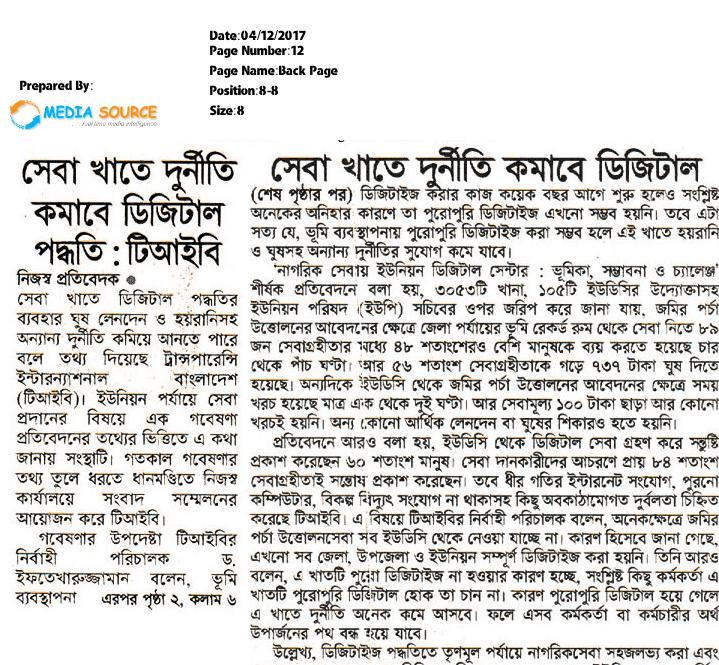 Date:04/12/2017
Page Number:12
Page Name:Back Page
Position:8-8
Size:8
Prepared By:
MEDIA SOURCE
real time media intelligence
সেবা খাতে দুর্নীতি
কমাবে ডিজিটাল
পদ্ধতি : টিআইবি
নিজস্ব প্রতিবেদক
সেবা খাতে ডিজিটাল পদ্ধতির
ব্যবহার ঘুষ লেনদেন ও হয়রানিসহ
অন্যান্য দুর্নীতি কমিয়ে আনতে পারে
বলে তথ্য দিয়েছে ট্রান্সপারেন্সি
ইন্টারন্যাশনাল বাংলাদেশ
(টিআইবি)। ইউনিয়ন পর্যায়ে সেবা
প্রদানের বিষয়ে এক গবেষণা
প্রতিবেদনের তথ্যের ভিত্তিতে এ কথা
জানায় সংস্থাটি। গতকাল গবেষণার
তথ্য তুলে ধরতে ধানমণ্ডিতে নিজস্ব
কার্যালয়ে সংবাদ সম্মেলনের
আয়োজন করে টিআইবি।
গবেষণার উপদেষ্টা টিআইবির
নির্বাহী পরিচালক ড.
ইফতেখারুজ্জামান বলেন, ভূমি
ব্যবস্থাপনা এরপর পৃষ্ঠা ২, কলাম ৬
সেবা খাতে দুর্নীতি কমাবে ডিজিটাল
(শেষ পৃষ্ঠার পর) ডিজিটাইজ করার কাজ কয়েক বছর আগে শুরু হলেও সংশ্লিষ্ট
অনেকের অনিহার কারণে তা পুরোপুরি ডিজিটাইজ এখনো সম্ভব হয়নি। তবে এটা
সত্য যে, ভূমি ব্যবস্থাপনায় পুরোপুরি ডিজিটাইজ করা সম্ভব হলে এই খাতে হয়রানি
ও ঘুষসহ অন্যান্য দুর্নীতির সুযোগ কমে যাবে।
'নাগরিক সেবায় ইউনিয়ন ডিজিটাল সেন্টার : ভূমিকা, সম্ভাবনা ও চ্যালেঞ্জ'
শীর্ষক প্রতিবেদনে বলা হয়, ৩০৫৩টি খানা, ১০৫টি ইউডিসির উদ্যোক্তাসহ
ইউনিয়ন পরিষদ (ইউপি) সচিবের ওপর জরিপ করে জানা যায়, জমির পর্চা
উত্তোলনের আবেদনের ক্ষেত্রে জেলা পর্যায়ের ভূমি রেকর্ড রুম থেকে সেবা নিতে ৮৯
জন সেবাগ্রহীতার মধ্যে ৪৮ শতাংশেরও বেশি মানুষকে ব্যয় করতে হয়েছে চার
থেকে পাঁচ ঘণ্টা। আর ৫৬ শতাংশ সেবাগ্রহীতাকে গড়ে ৭৩৭ টাকা ঘুষ দিতে
হয়েছে। অন্যদিকে ইউডিসি থেকে জমির পর্চা উত্তোলনের আবেদনের ক্ষেত্রে সময়
খরচ হয়েছে মাত্র এক থেকে দুই ঘণ্টা। আর সেবামূল্য ১০০ টাকা ছাড়া আর কোনো
খরচই হয়নি। অন্য কোনো আর্থিক লেনদেন বা ঘুষের শিকারও হতে হয়নি।
প্রতিবেদনে আরও বলা হয়, ইউডিসি থেকে ডিজিটাল সেবা গ্রহণ করে সন্তুষ্টি
প্রকাশ করেছেন ৬০ শতাংশ মানুষ। সেবা দানকারীদের আচরণে প্রায় ৮৪ শতাংশ
সেবাগ্রহীতাই সন্তোষ প্রকাশ করেছেন। তবে ধীর গতির ইন্টারনেট সংযোগ, পুরনো
কম্পিউটার, বিকল্প বিদ্যুৎ সংযোগ না থাকাসহ কিছু অবকাঠামোগত দুর্বলতা চিহ্নিত
করেছে টিআইবি। এ বিষয়ে টিআইবির নির্বাহী পরিচালক বলেন, অনেকক্ষেত্রে জমির
পর্চা উত্তোলনসেবা সব ইউডিসি থেকে নেওয়া যাচ্ছে না। কারণ হিসেবে জানা গেছে,
এখনো সব জেলা, উপজেলা ও ইউনিয়ন সম্পূর্ণ ডিজিটাইজ করা হয়নি। তিনি আরও
বলেন, এ খাতটি পুরো ডিজিটাইজ না হওয়ার কারণ হচ্ছে, সংশ্লিষ্ট কিছু কর্মকর্তা এ
খাতটি পুরোপুরি ডিজিটাল হোক তা চান না। কারণ পুরোপুরি ডিজিটাল হয়ে গেলে
এ খাতে দুর্নীতি অনেক কমে আসবে। ফলে এসব কর্মকর্তা বা কর্মচারীর অর্থ
উপার্জনের পথ বন্ধ হয়ে যাবে।
উল্লেখ্য, ডিজিটাইজ পদ্ধতিতে তৃণমূল পর্যায়ে নাগরিকসেবা সহজলভ্য করা এবং